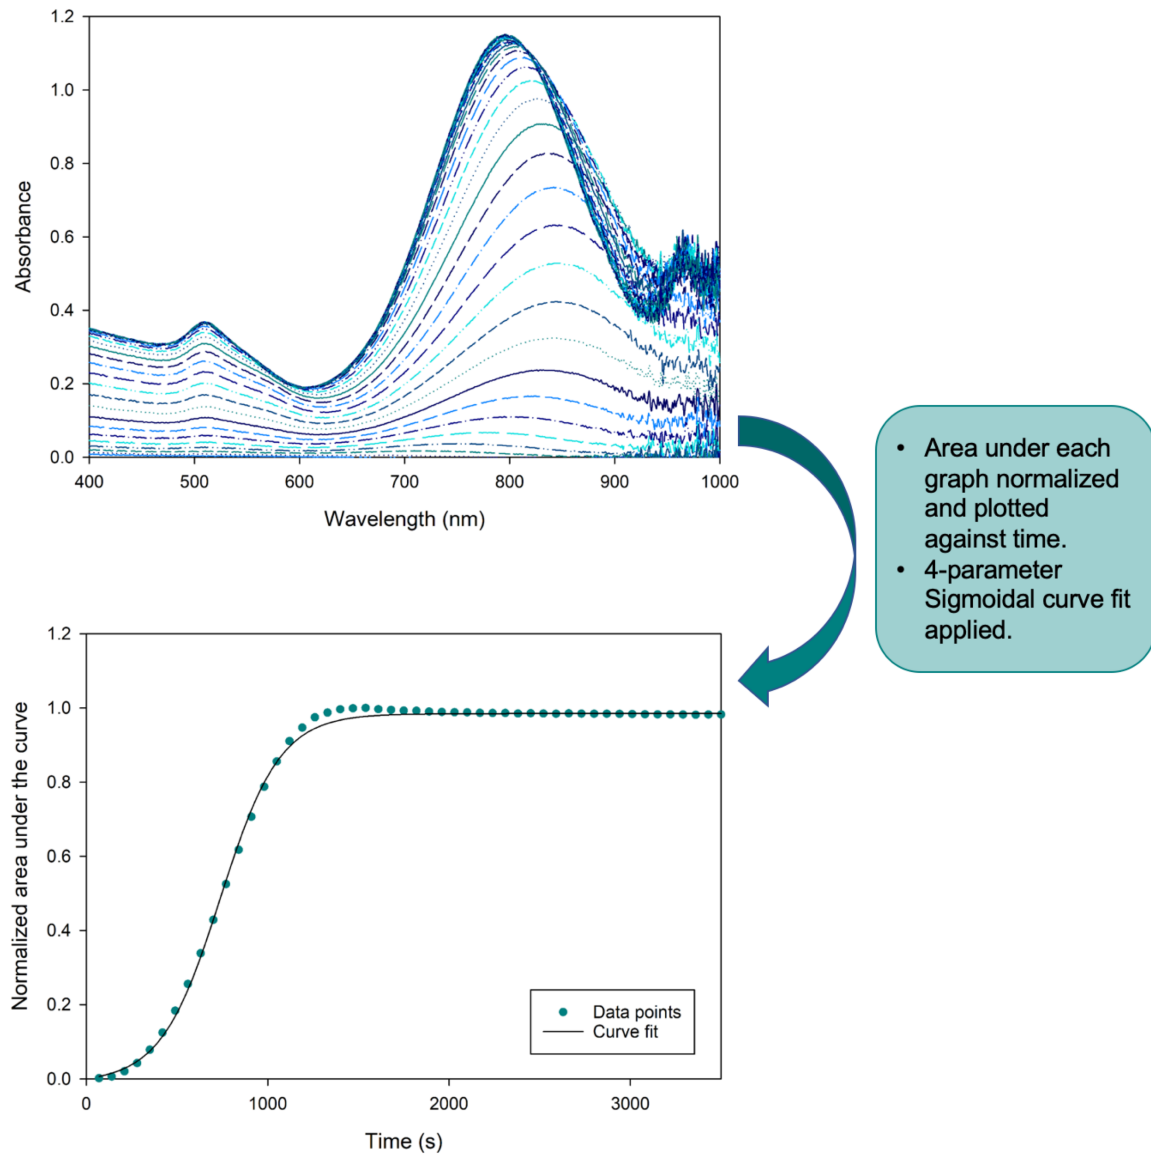 1.2
1.0
0.8
0.6
0.4
0.2
0.0
Absorbance
400 500 600 700 800 900 1000
Wavelength (nm)
• Area under each
graph normalized
and plotted
against time.
• 4-parameter
Sigmoidal curve fit
applied.
1.2
1.0
0.8
0.6
0.4
0.2
0.0
Normalized area under the curve
Data points
Curve fit
0 1000 2000 3000
Time (s)